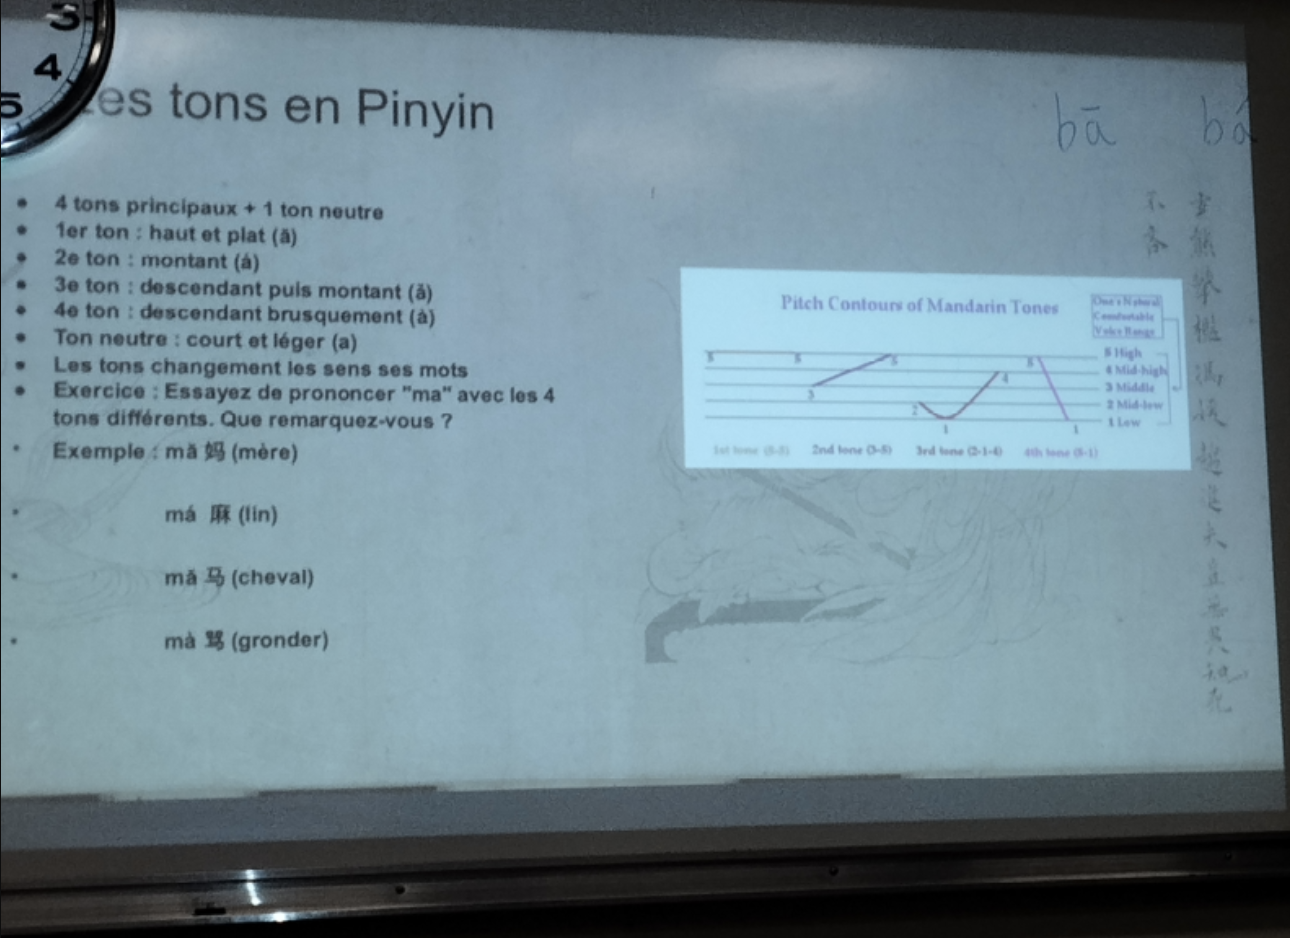 3
4
5
Les tons en Pinyin
bā bá
4 tons principaux + 1 ton neutre
1er ton : haut et plat (ā)
2e ton : montant (á)
3e ton : descendant puis montant (ǎ)
4e ton : descendant brusquement (à)
Ton neutre : court et léger (a)
Les tons changement les sens ses mots
Exercice : Essayez de prononcer "ma" avec les 4
tons différents. Que remarquez-vous ?
Exemple : mā 妈 (mère)
má 麻 (lin)
mǎ 马 (cheval)
mà 骂 (gronder)
Pitch Contours of Mandarin Tones
One's Natural
Comfortable
Voice Range
5 5 3 5 2 1 4 5 1
5 High
4 Mid-high
3 Middle
2 Mid-low
1 Low
1st tone (5-5) 2nd tone (3-5) 3rd tone (2-1-4) 4th tone (5-1)